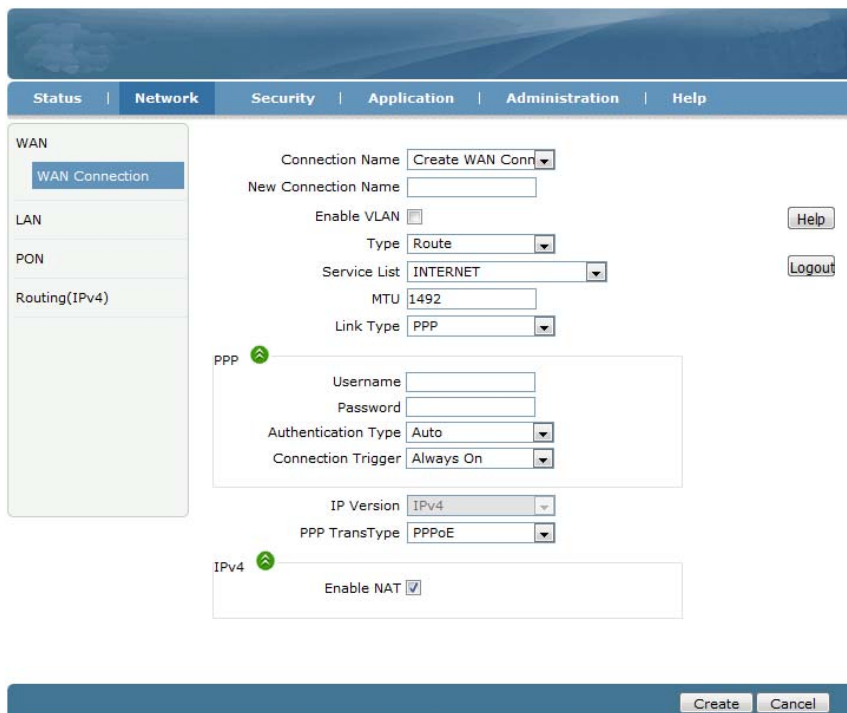 Status | Network Security | Application | Administration | Help
WAN
WAN Connection
LAN
PON
Routing(IPv4)
Connection Name Create WAN Conn
New Connection Name
Enable VLAN
Type Route
Service List INTERNET
MTU 1492
Link Type PPP
PPP
Username
Password
Authentication Type Auto
Connection Trigger Always On
IP Version IPv4
PPP TransType PPPoE
IPv4
Enable NAT
Help
Logout
Create Cancel